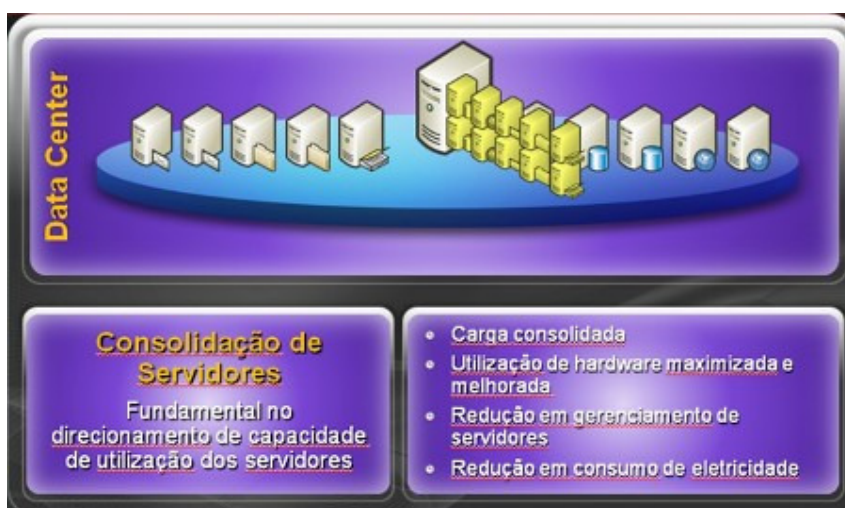 Data Center
Consolidação de
Servidores
Fundamental no
direcionamento de capacidade
de utilização dos servidores
• Carga consolidada
• Utilização de hardware maximizada e
melhorada
• Redução em gerenciamento de
servidores
• Redução em consumo de eletricidade